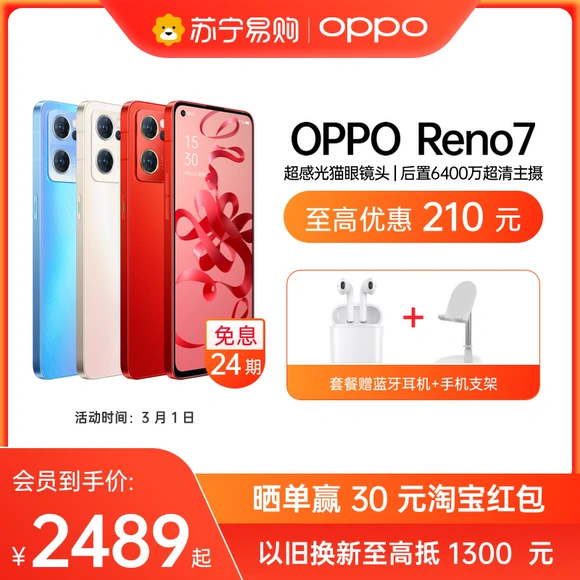 苏宁易购 | oppo
OPPO Reno7
超感光猫眼镜头|后置6400万超清主摄
至高优惠 210 元
15
30
免息
24期
套餐赠蓝牙耳机+手机支架
活动时间：3 月 1 日
会员到手价:
¥2489起
晒单赢 30 元淘宝红包
以旧换新至高抵 1300 元